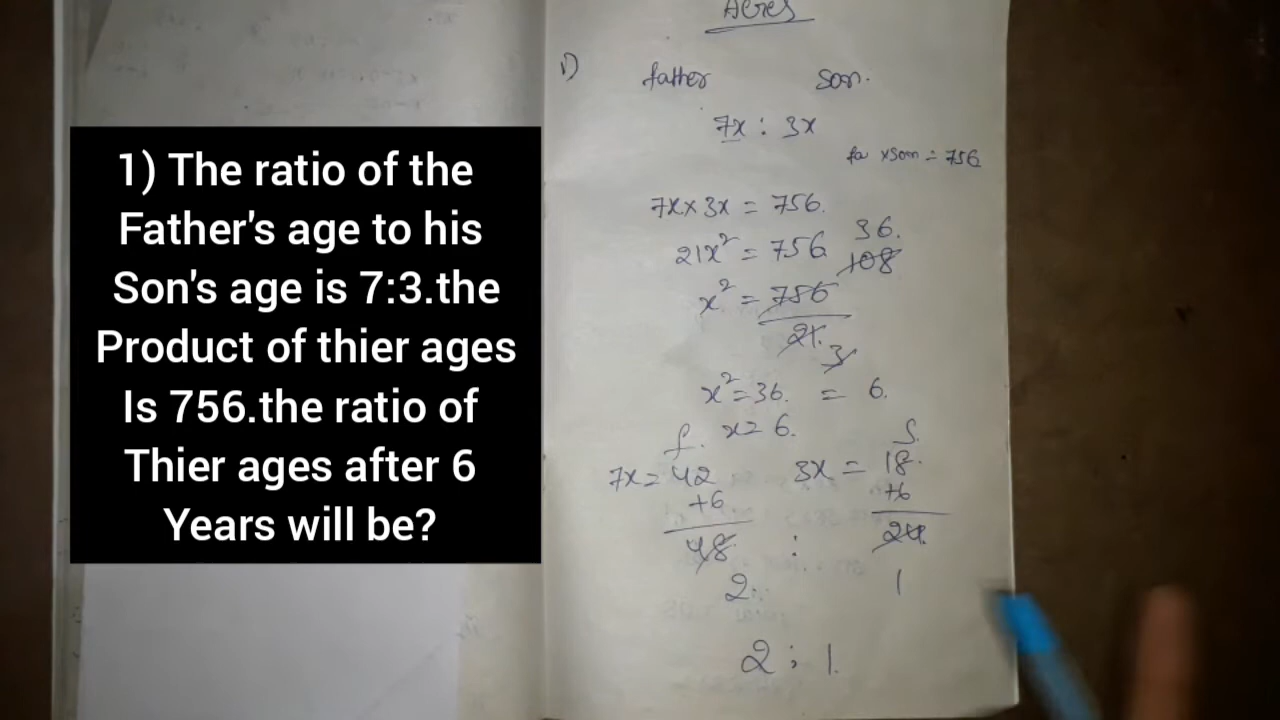 1) The ratio of the
Father's age to his
Son's age is 7:3.the
Product of thier ages
Is 756.the ratio of
Thier ages after 6
Years will be?
1) father son.
7x : 3x
fa x son = 756
7x x 3x = 756.
21x² = 756
36.
108
x² = 756
21.
3
x² = 36. = 6.
x = 6.
f. s.
7x = 42 3x = 18.
+6 +6
48 : 24.
2 1
2 : 1.